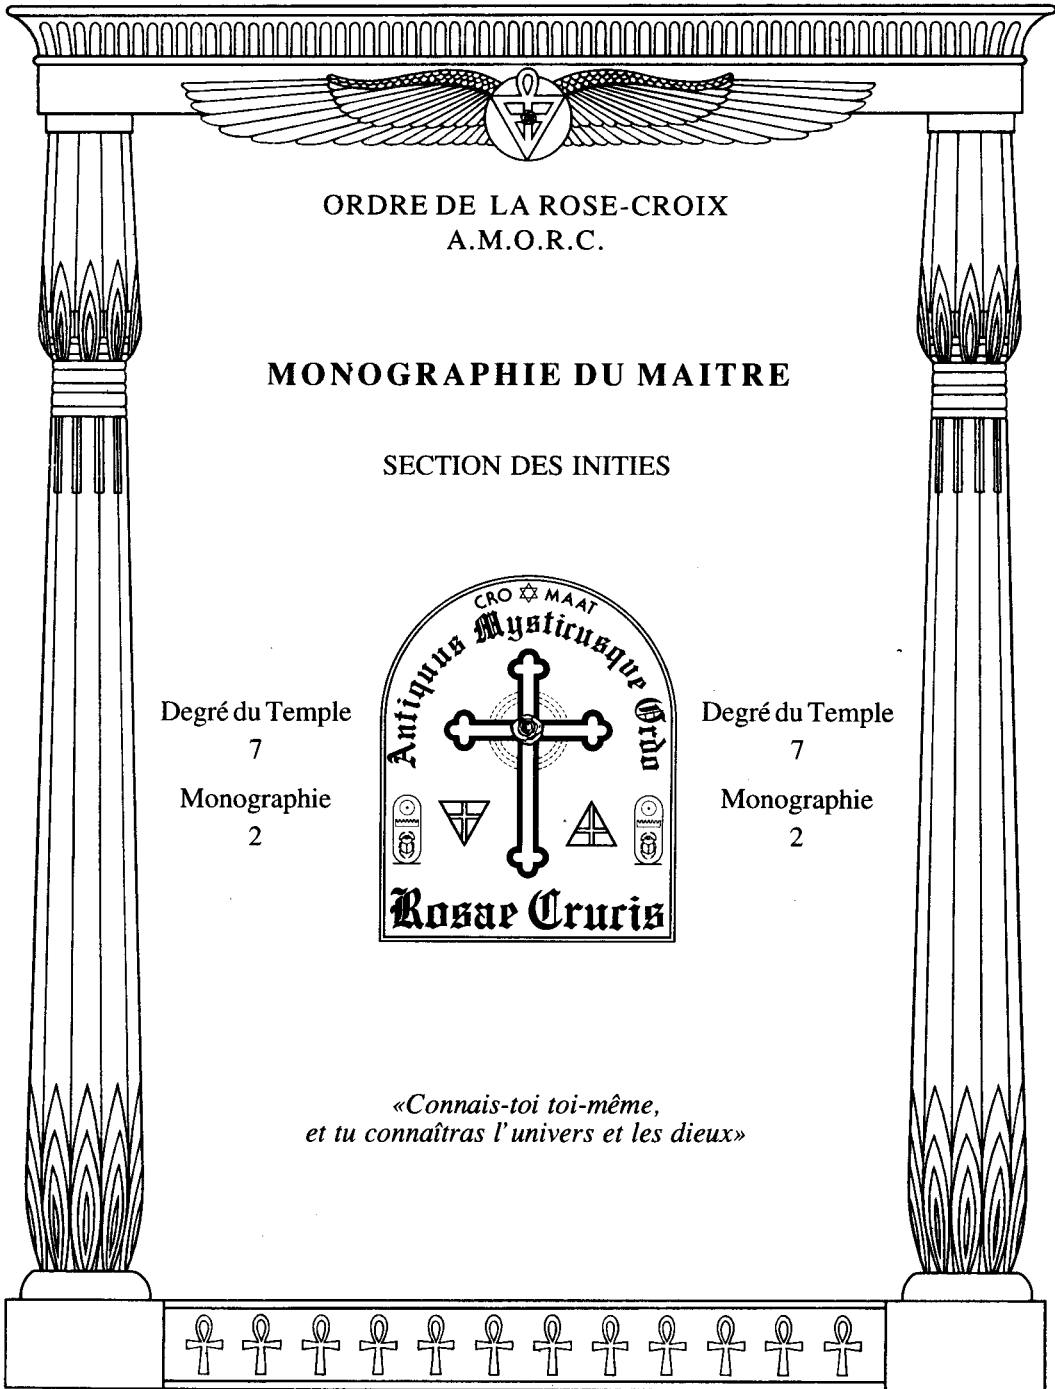 ORDRE DE LA ROSE-CROIX
A.M.O.R.C.
MONOGRAPHIE DU MAITRE
SECTION DES INITIES
CRO MAAT
Antiquus Mysticusque Ordo
Rosae Crucis
Degré du Temple
7
Monographie
2
Degré du Temple
7
Monographie
2
«Connais-toi toi-même,
et tu connaîtras l'univers et les dieux»